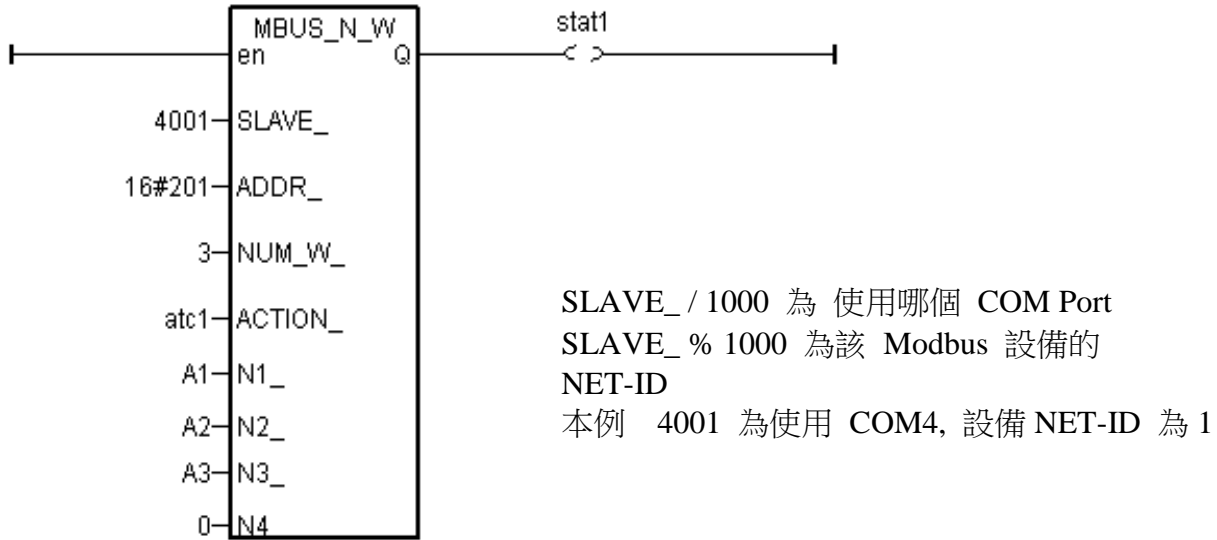 MBUS_N_W
stat1
en Q
4001 SLAVE_
16#201 ADDR_
3 NUM_W_
atc1 ACTION_
A1 N1_
A2 N2_
A3 N3_
0 N4
SLAVE_ / 1000 為 使用哪個 COM Port
SLAVE_ % 1000 為該 Modbus 設備的
NET-ID
本例 4001 為使用 COM4, 設備 NET-ID 為 1